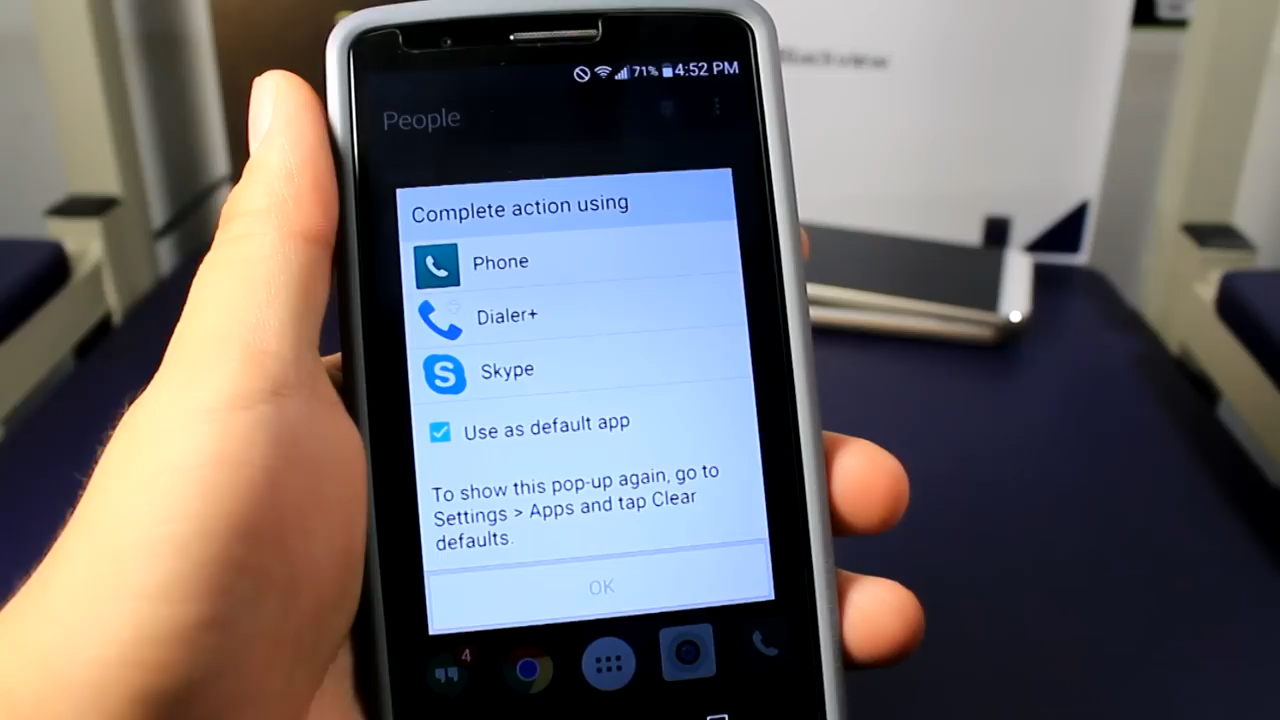 71% 4:52 PM
People
Complete action using
Phone
Dialer+
Skype
Use as default app
To show this pop-up again, go to
Settings > Apps and tap Clear
defaults.
OK
4